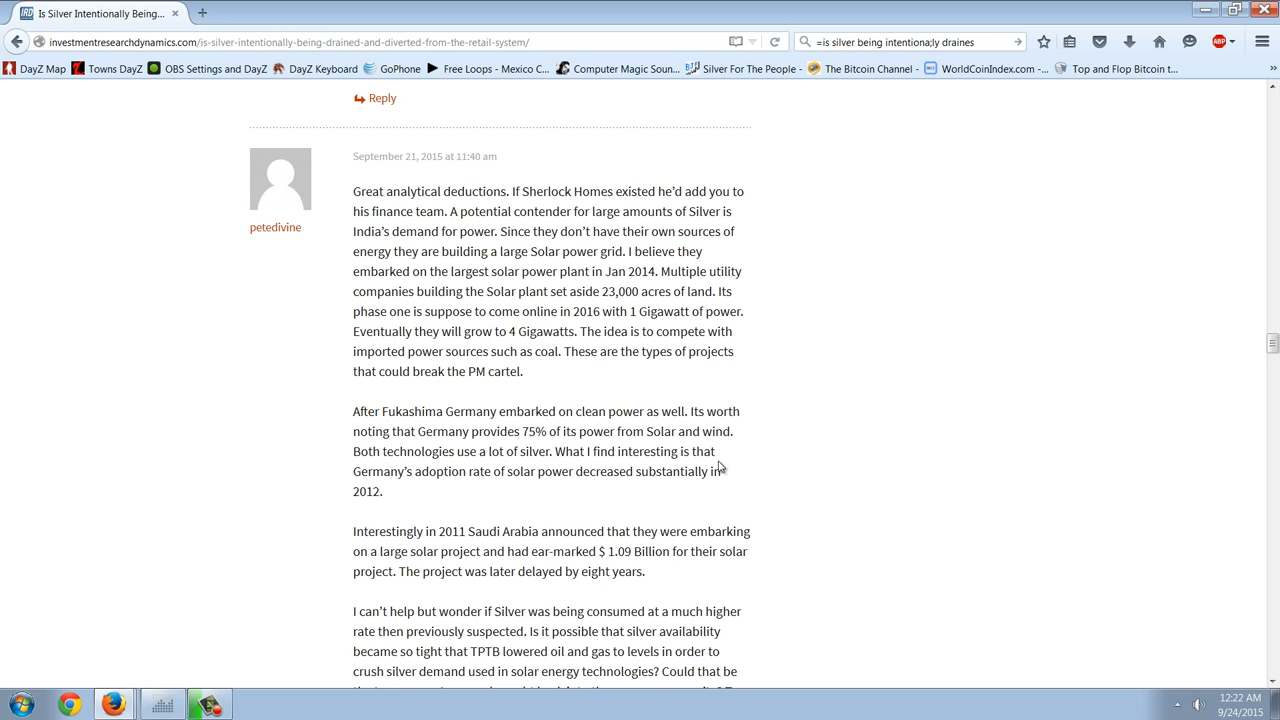 Is Silver Intentionally Being...
investmentresearchdynamics.com/is-silver-intentionally-being-drained-and-diverted-from-the-retail-system/
=is silver being intentiona;ly draines
ABP
DayZ Map
Towns DayZ
OBS Settings and DayZ
DayZ Keyboard
GoPhone
Free Loops - Mexico C...
Computer Magic Soun...
Silver For The People - ...
The Bitcoin Channel - ...
WorldCoinIndex.com -...
Top and Flop Bitcoin t...
Reply
September 21, 2015 at 11:40 am
petedivine
Great analytical deductions. If Sherlock Homes existed he'd add you to
his finance team. A potential contender for large amounts of Silver is
India's demand for power. Since they don't have their own sources of
energy they are building a large Solar power grid. I believe they
embarked on the largest solar power plant in Jan 2014. Multiple utility
companies building the Solar plant set aside 23,000 acres of land. Its
phase one is suppose to come online in 2016 with 1 Gigawatt of power.
Eventually they will grow to 4 Gigawatts. The idea is to compete with
imported power sources such as coal. These are the types of projects
that could break the PM cartel.
After Fukashima Germany embarked on clean power as well. Its worth
noting that Germany provides 75% of its power from Solar and wind.
Both technologies use a lot of silver. What I find interesting is that
Germany's adoption rate of solar power decreased substantially in
2012.
Interestingly in 2011 Saudi Arabia announced that they were embarking
on a large solar project and had ear-marked $ 1.09 Billion for their solar
project. The project was later delayed by eight years.
I can't help but wonder if Silver was being consumed at a much higher
rate then previously suspected. Is it possible that silver availability
became so tight that TPTB lowered oil and gas to levels in order to
crush silver demand used in solar energy technologies? Could that be
12:22 AM
9/24/2015